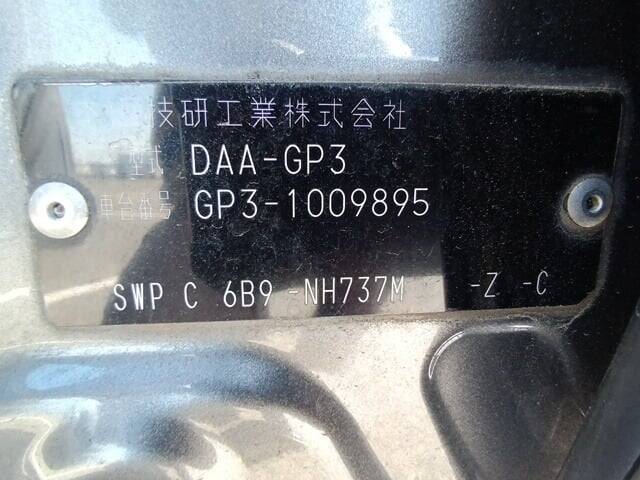 技研工業株式会社
型式 DAA-GP3
車台番号 GP3-1009895
SWP C 6B9 -NH737M -Z -C